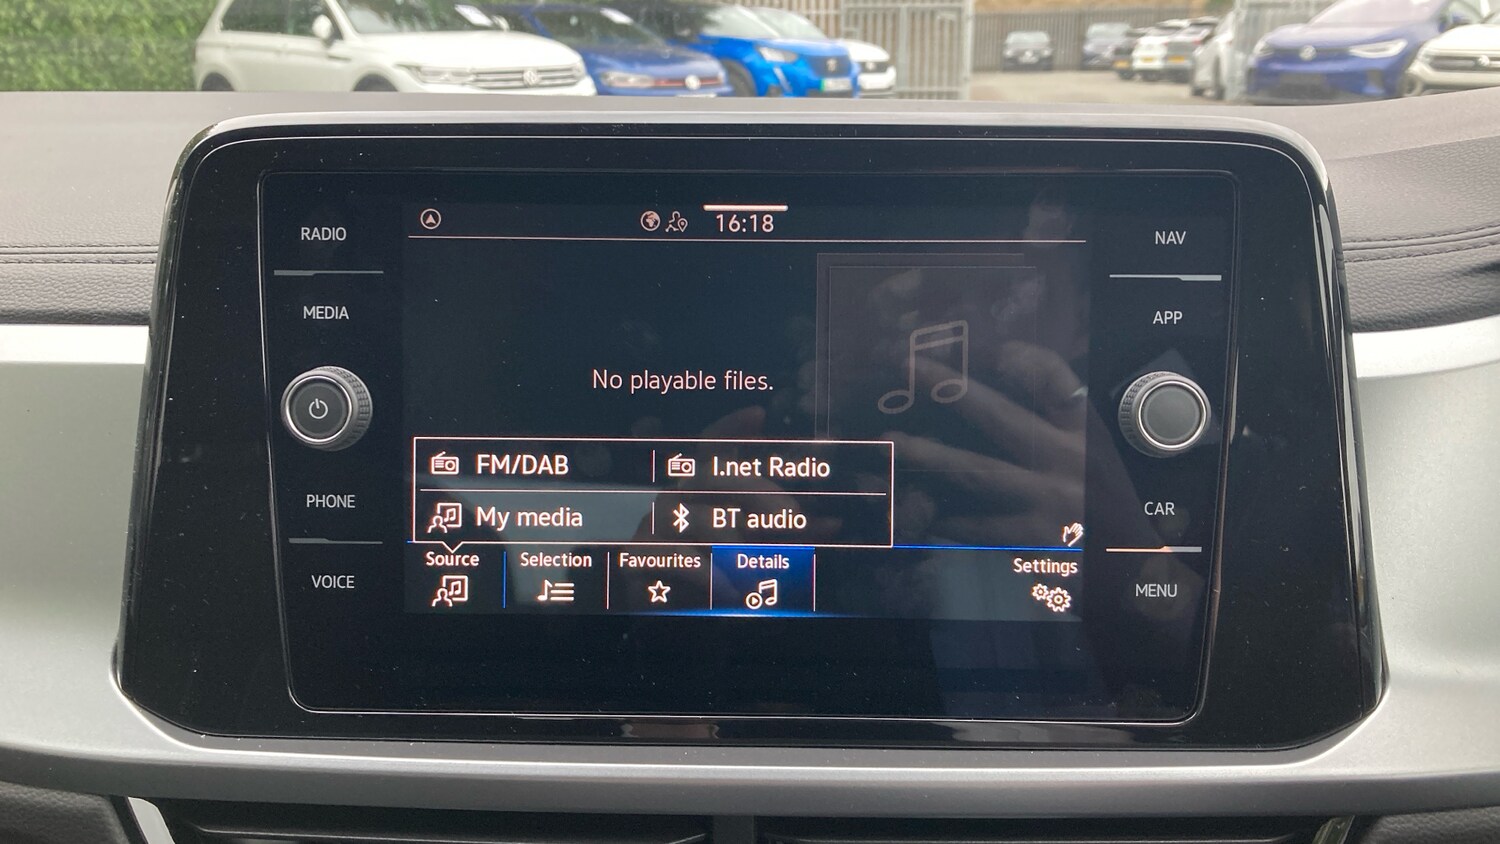 RADIO
MEDIA
PHONE
VOICE
16:18
No playable files.
FM/DAB
I.net Radio
My media
BT audio
Source
Selection
Favourites
Details
Settings
NAV
APP
CAR
MENU